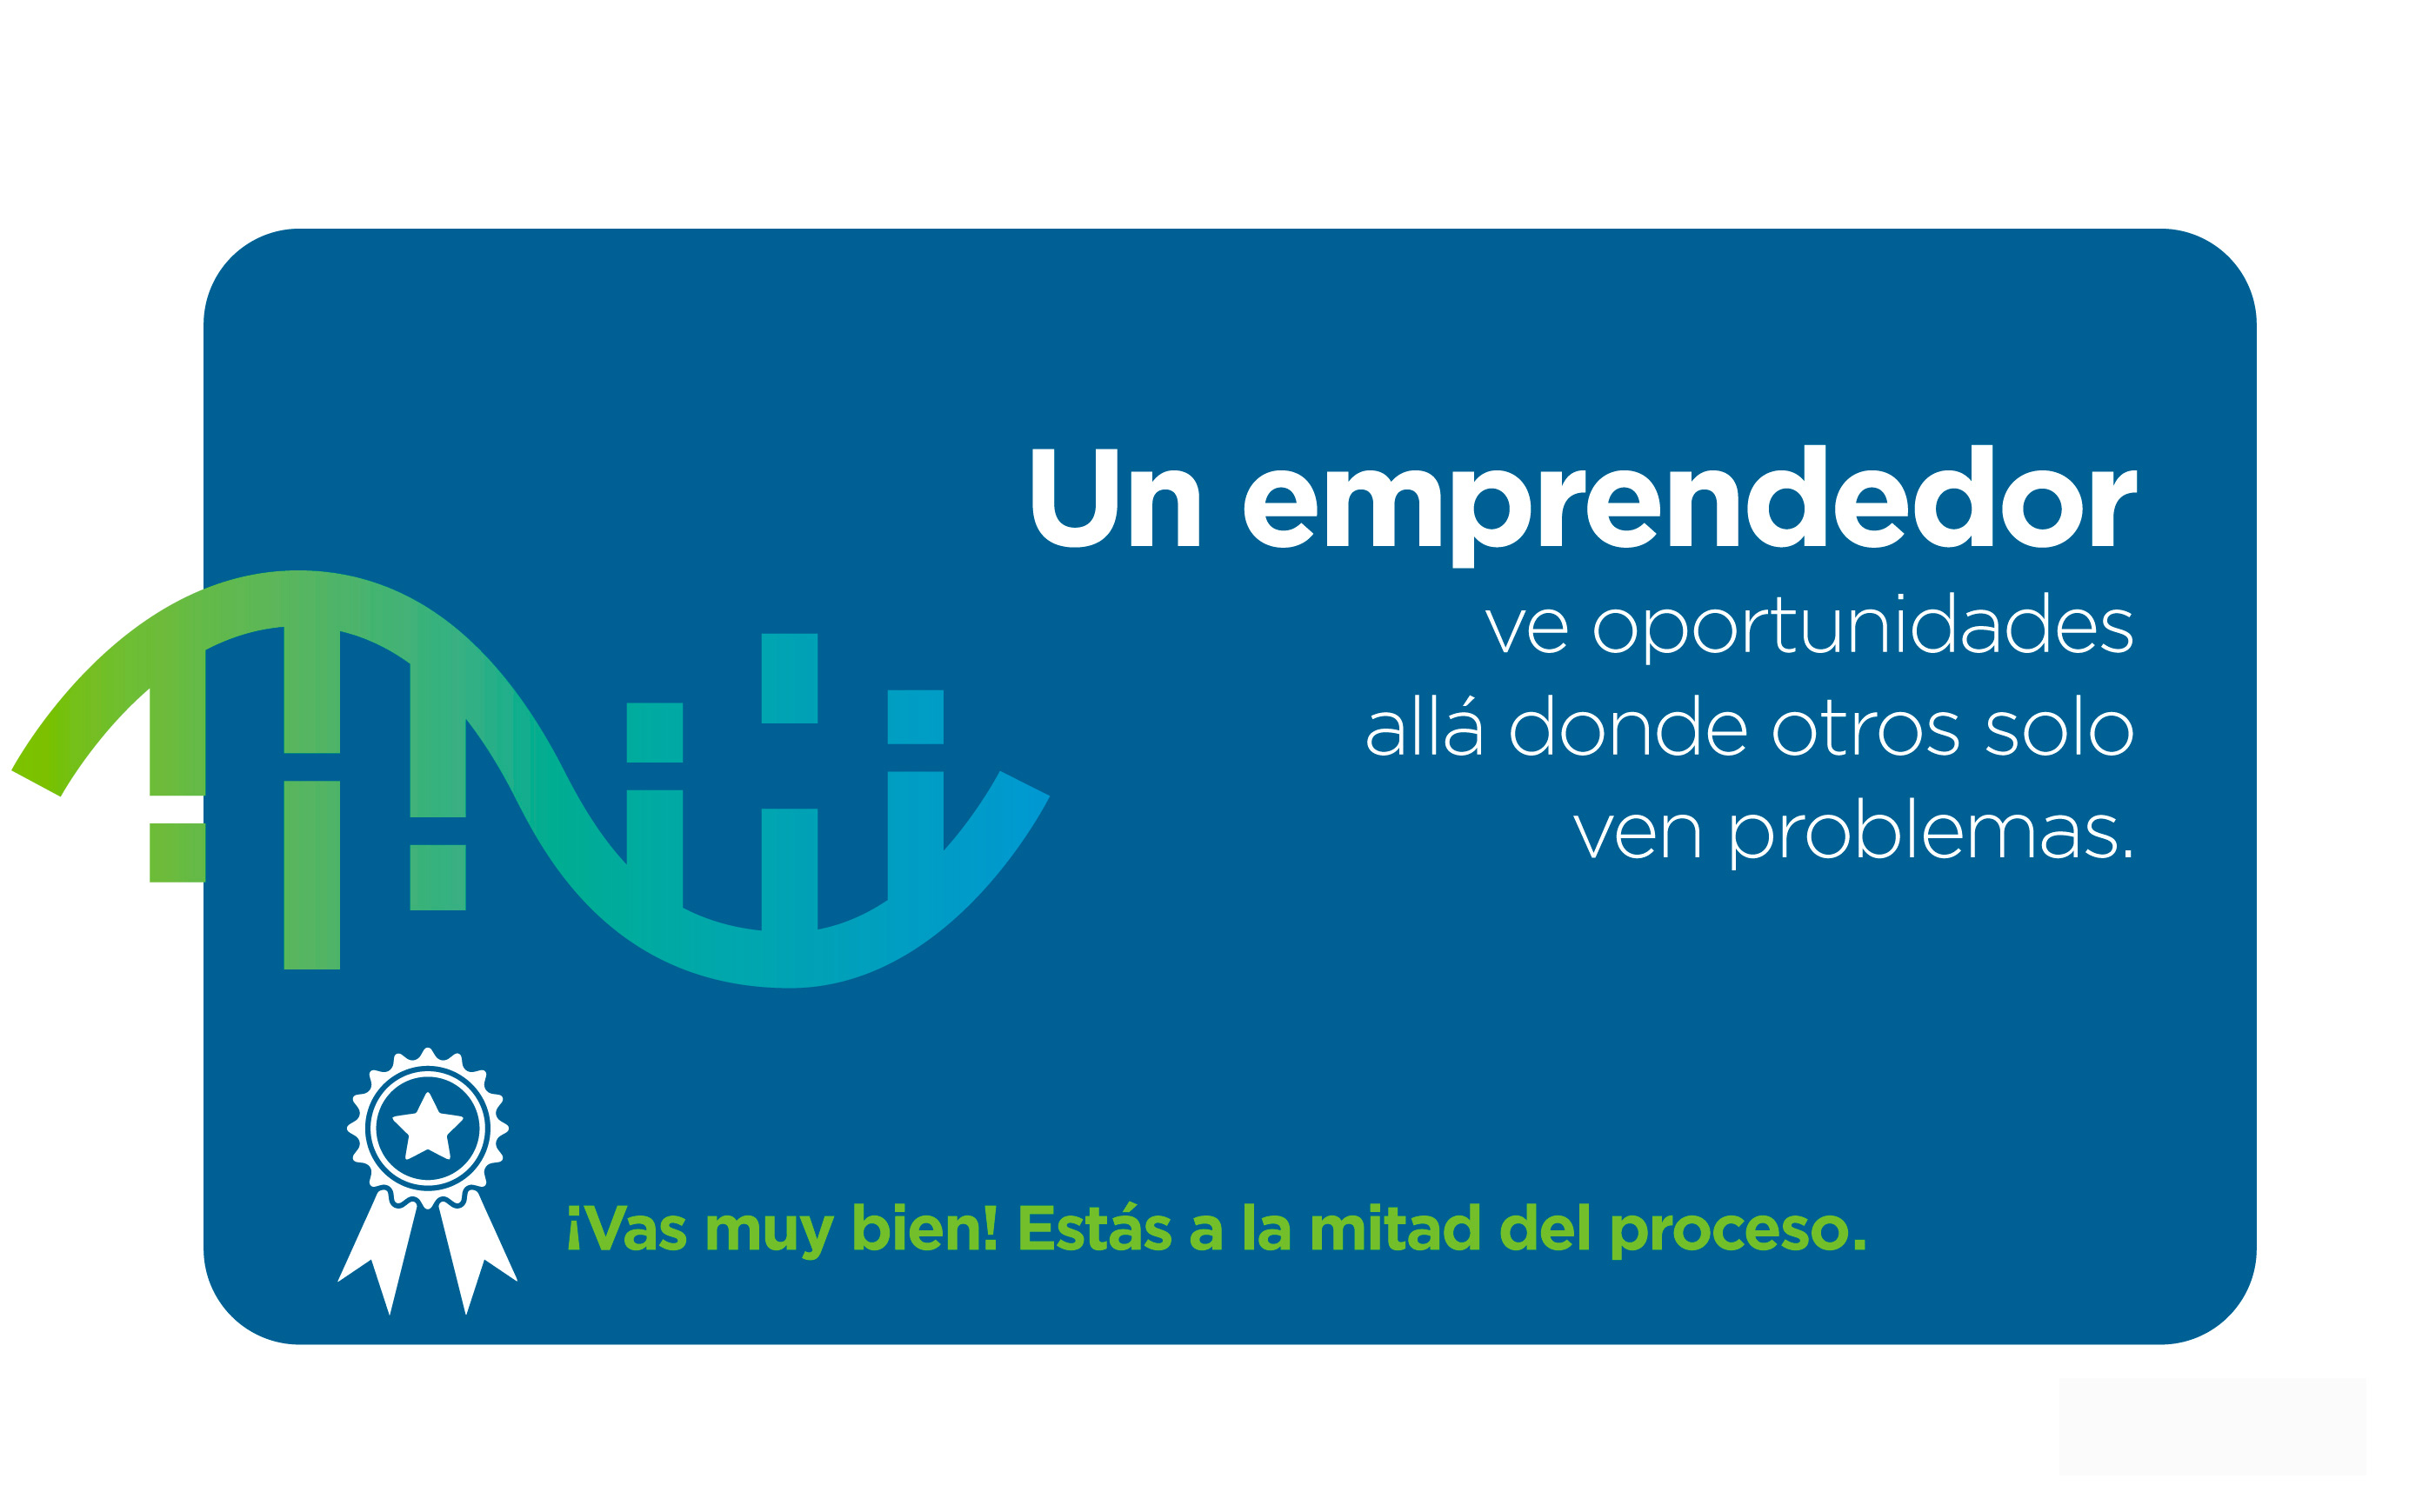 Un emprendedor
ve oportunidades
allá donde otros solo
ven problemas.
¡Vas muy bien! Estás a la mitad del proceso.